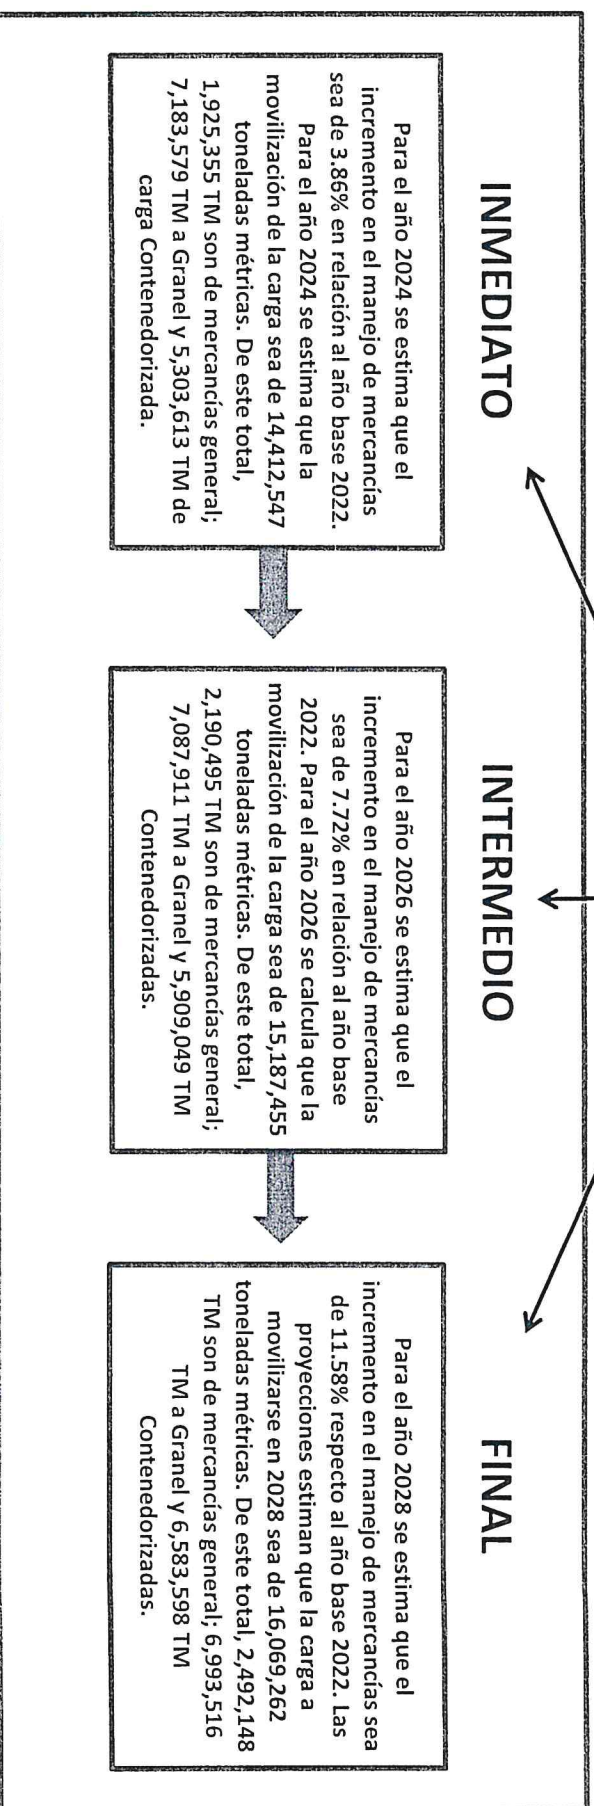 INMEDIATO
Para el año 2024 se estima que el
incremento en el manejo de mercancías
sea de 3.86% en relación al año base 2022.
Para el año 2024 se estima que la
movilización de la carga sea de 14,412,547
toneladas métricas. De este total,
1,925,355 TM son de mercancías general;
7,183,579 TM a Granel y 5,303,613 TM de
carga Contenedorizada.
INTERMEDIO
Para el año 2026 se estima que el
incremento en el manejo de mercancías
sea de 7.72% en relación al año base
2022. Para el año 2026 se calcula que la
movilización de la carga sea de 15,187,455
toneladas métricas. De este total,
2,190,495 TM son de mercancías general;
7,087,911 TM a Granel y 5,909,049 TM
Contenedorizadas.
FINAL
Para el año 2028 se estima que el
incremento en el manejo de mercancías sea
de 11.58% respecto al año base 2022. Las
proyecciones estiman que la carga a
movilizarse en 2028 sea de 16,069,262
toneladas métricas. De este total, 2,492,148
TM son de mercancías general; 6,993,516
TM a Granel y 6,583,598 TM
Contenedorizadas.